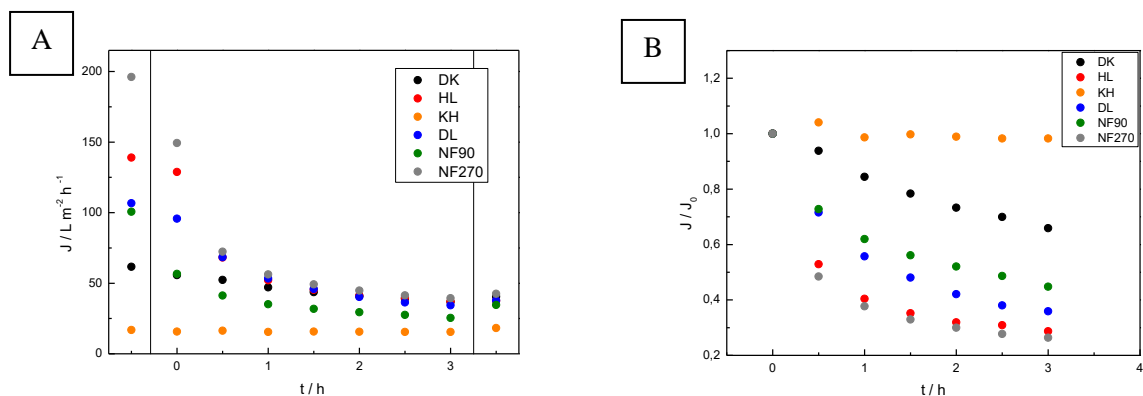 A
200
150
100
50
0
J / L m⁻² h⁻¹
0
1
2
3
t / h
DK
HL
KH
DL
NF90
NF270
B
1,2
1,0
0,8
0,6
0,4
0,2
J / J₀
0
1
2
3
4
t / h
DK
HL
KH
DL
NF90
NF270